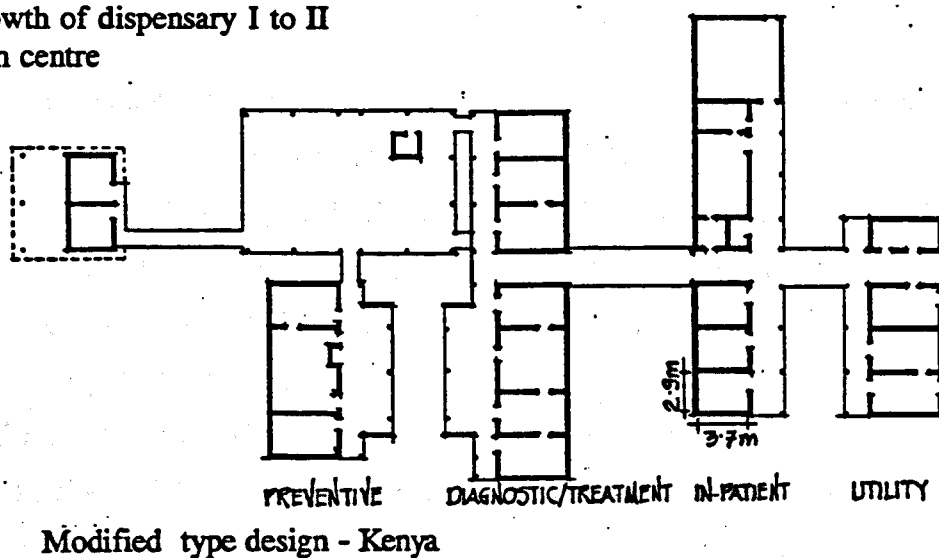 of dispensary I to II
centre
2.9m
3.7m
PREVENTIVE
DIAGNOSTIC/TREATMENT
IN-PATIENT
UTILITY
Modified type design - Kenya